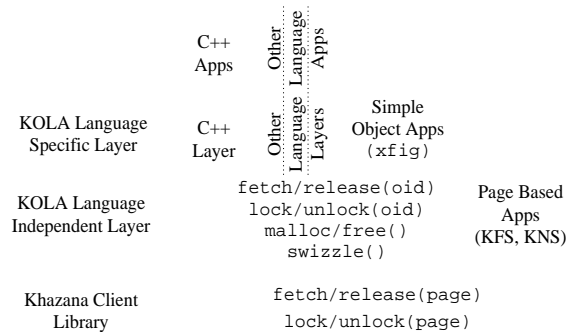 C++
Apps
Other
Language
Apps
KOLA Language
Specific Layer
C++
Layer
Other
Language
Layers
Simple
Object Apps
(xfig)
KOLA Language
Independent Layer
fetch/release(oid)
lock/unlock(oid)
malloc/free()
swizzle()
Page Based
Apps
(KFS, KNS)
Khazana Client
Library
fetch/release(page)
lock/unlock(page)